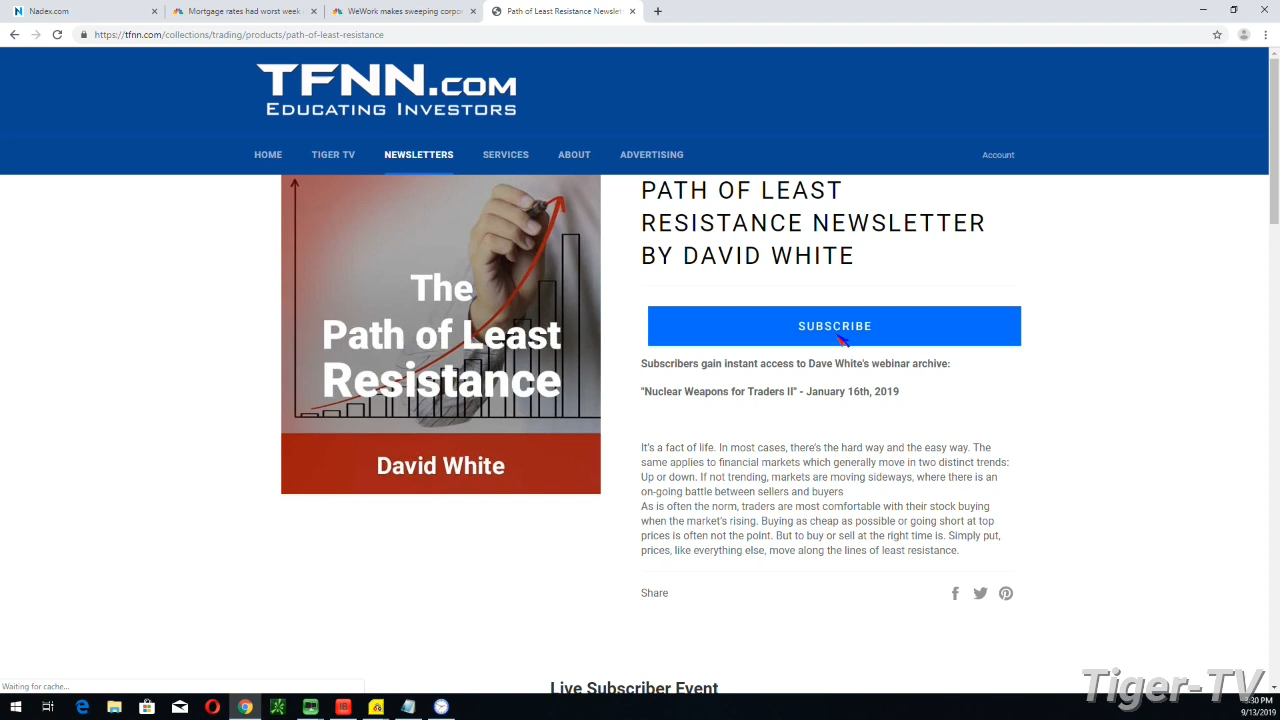 Nadex.com
Mortgage rates had worst week
WeWork makes sweeping corpo
Path of Least Resistance Newslet
https://tfnn.com/collections/trading/products/path-of-least-resistance
TFNN.COM
EDUCATING INVESTORS
HOME TIGER TV NEWSLETTERS SERVICES ABOUT ADVERTISING Account
The
Path of Least
Resistance
David White
PATH OF LEAST
RESISTANCE NEWSLETTER
BY DAVID WHITE
SUBSCRIBE
Subscribers gain instant access to Dave White's webinar archive:
"Nuclear Weapons for Traders II" - January 16th, 2019
It's a fact of life. In most cases, there's the hard way and the easy way. The
same applies to financial markets which generally move in two distinct trends:
Up or down. If not trending, markets are moving sideways, where there is an
on-going battle between sellers and buyers
As is often the norm, traders are most comfortable with their stock buying
when the market's rising. Buying as cheap as possible or going short at top
prices is often not the point. But to buy or sell at the right time is. Simply put,
prices, like everything else, move along the lines of least resistance.
Share
Live Subscriber Event
Waiting for cache...
Tiger-TV
:30 PM
9/13/2019